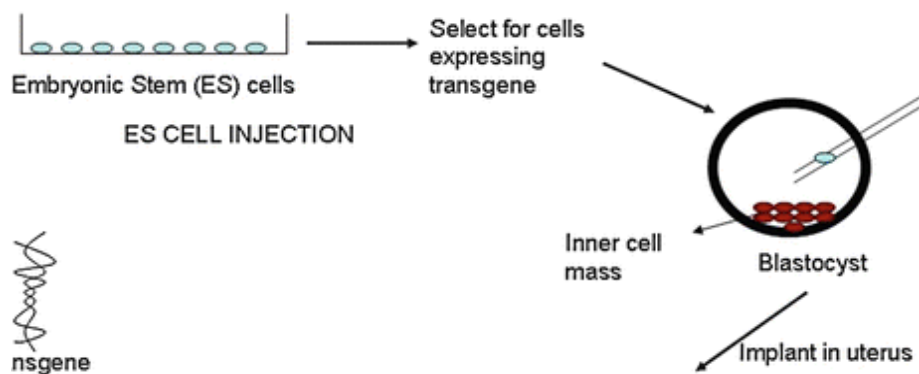 Select for cells
expressing
transgene
Embryonic Stem (ES) cells
ES CELL INJECTION
Inner cell
mass
Blastocyst
nsgene
Implant in uterus